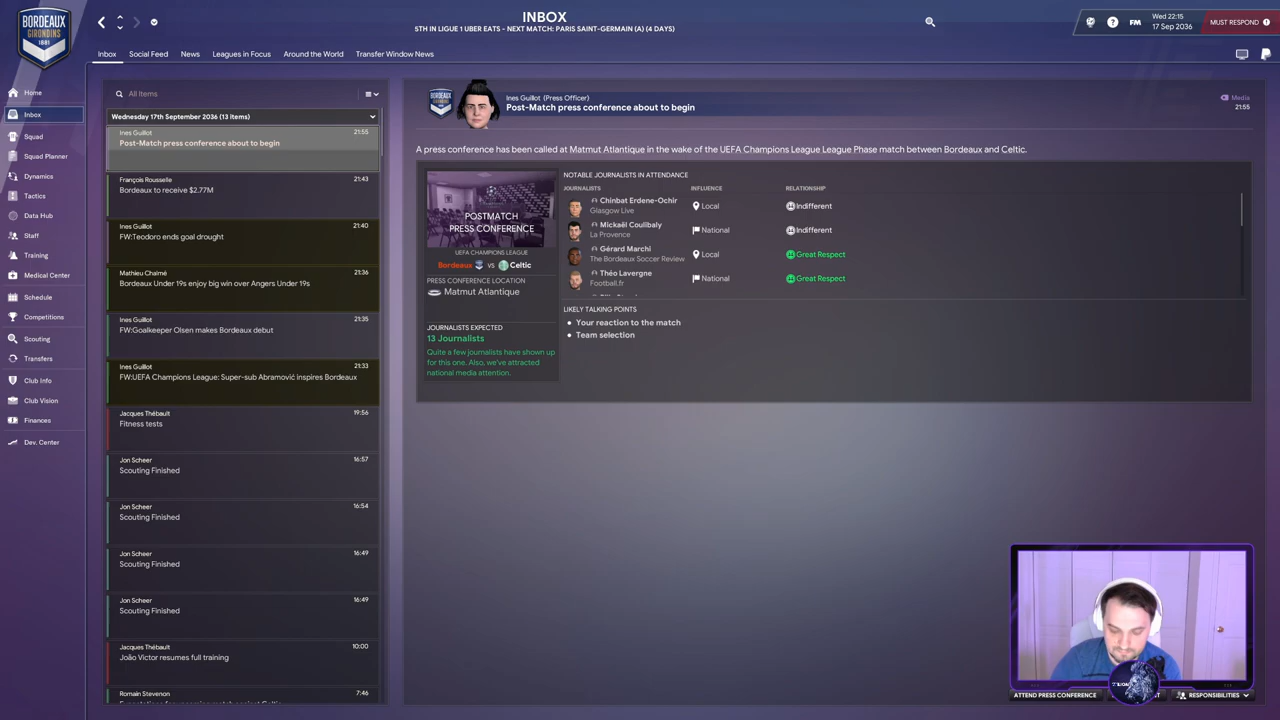 BORDEAUX
GIRONDINS
1881
INBOX
5TH IN LIGUE 1 UBER EATS - NEXT MATCH: PARIS SAINT-GERMAIN (A) (4 DAYS)
FM
Wed 22:15
17 Sep 2036
MUST RESPOND
Inbox
Social Feed
News
Leagues in Focus
Around the World
Transfer Window News
Home
Inbox
Squad
Squad Planner
Dynamics
Tactics
Data Hub
Staff
Training
Medical Center
Schedule
Competitions
Scouting
Transfers
Club Info
Club Vision
Finances
Dev. Center
All Items
Wednesday 17th September 2036 (13 Items)
Ines Guillot 21:55
Post-Match press conference about to begin
François Rousselle 21:43
Bordeaux to receive $2.77M
Ines Guillot 21:40
FW:Teodoro ends goal drought
Mathieu Chalmé 21:36
Bordeaux Under 19s enjoy big win over Angers Under 19s
Ines Guillot 21:35
FW:Goalkeeper Olsen makes Bordeaux debut
Ines Guillot 21:33
FW:UEFA Champions League: Super-sub Abramović inspires Bordeaux
Jacques Thébault 19:56
Fitness tests
Jon Scheer 16:57
Scouting Finished
Jon Scheer 16:54
Scouting Finished
Jon Scheer 16:49
Scouting Finished
Jon Scheer 16:49
Scouting Finished
Jacques Thébault 10:00
João Victor resumes full training
Romain Stevenon 7:46
Ines Guillot (Press Officer)
Post-Match press conference about to begin
Media
21:55
A press conference has been called at Matmut Atlantique in the wake of the UEFA Champions League League Phase match between Bordeaux and Celtic.
POSTMATCH
PRESS CONFERENCE
UEFA CHAMPIONS LEAGUE
Bordeaux vs Celtic
PRESS CONFERENCE LOCATION
Matmut Atlantique
JOURNALISTS EXPECTED
13 Journalists
Quite a few journalists have shown up
for this one. Also, we've attracted
national media attention.
NOTABLE JOURNALISTS IN ATTENDANCE
JOURNALISTS INFLUENCE RELATIONSHIP
Chinbat Erdene-Ochir
Glasgow Live
Local
Indifferent
Mickaël Coulibaly
La Provence
National
Indifferent
Gérard Marchi
The Bordeaux Soccer Review
Local
Great Respect
Théo Lavergne
Football.fr
National
Great Respect
LIKELY TALKING POINTS
Your reaction to the match
Team selection
ATTEND PRESS CONFERENCE
RESPONSIBILITIES